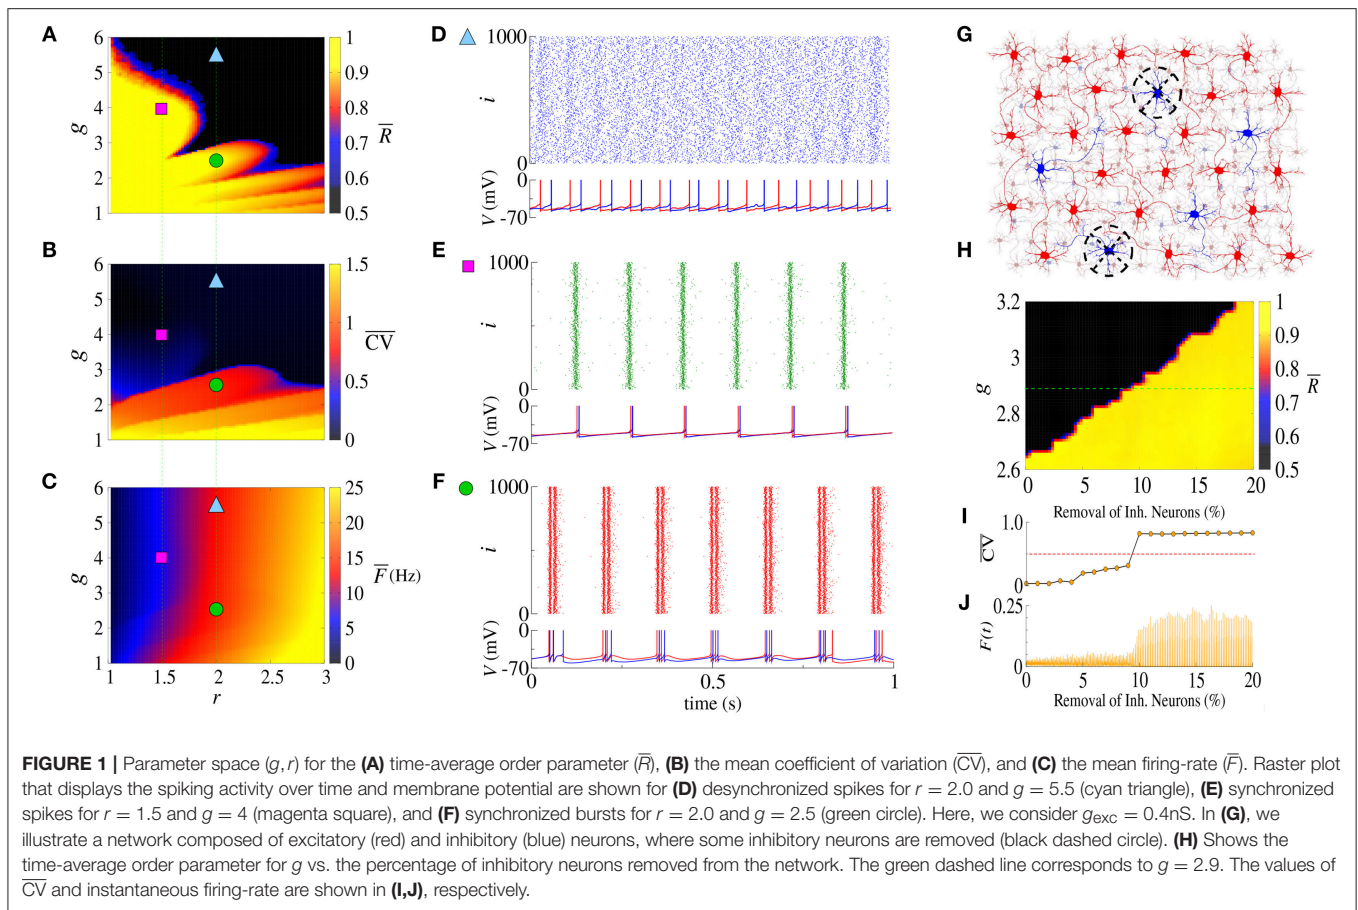 A
6
5
4
3
2
1
g
1
0.9
0.8
0.7
0.6
0.5
R̅
B
6
5
4
3
2
1
g
1.5
1
0.5
0
C̅V̅
C
6
5
4
3
2
1
g
1 1.5 2 2.5 3
r
25
20
15
10
5
0
F̅ (Hz)
D
1000
i
0
0
-70
V (mV)
E
1000
i
0
0
-70
V (mV)
F
1000
i
0
0
-70
V (mV)
0 0.5 1
time (s)
G
H
3.2
3.0
2.8
2.6
g
0 5 10 15 20
Removal of Inh. Neurons (%)
1
0.9
0.8
0.7
0.6
0.5
R̅
I
1.0
0
C̅V̅
J
0.25
0
F(t)
0 5 10 15 20
Removal of Inh. Neurons (%)
FIGURE 1 | Parameter space (g, r) for the (A) time-average order parameter (R̅), (B) the mean coefficient of variation (C̅V̅), and (C) the mean firing-rate (F̅). Raster plot
that displays the spiking activity over time and membrane potential are shown for (D) desynchronized spikes for r = 2.0 and g = 5.5 (cyan triangle), (E) synchronized
spikes for r = 1.5 and g = 4 (magenta square), and (F) synchronized bursts for r = 2.0 and g = 2.5 (green circle). Here, we consider gexc = 0.4nS. In (G), we
illustrate a network composed of excitatory (red) and inhibitory (blue) neurons, where some inhibitory neurons are removed (black dashed circle). (H) Shows the
time-average order parameter for g vs. the percentage of inhibitory neurons removed from the network. The green dashed line corresponds to g = 2.9. The values of
C̅V̅ and instantaneous firing-rate are shown in (I,J), respectively.